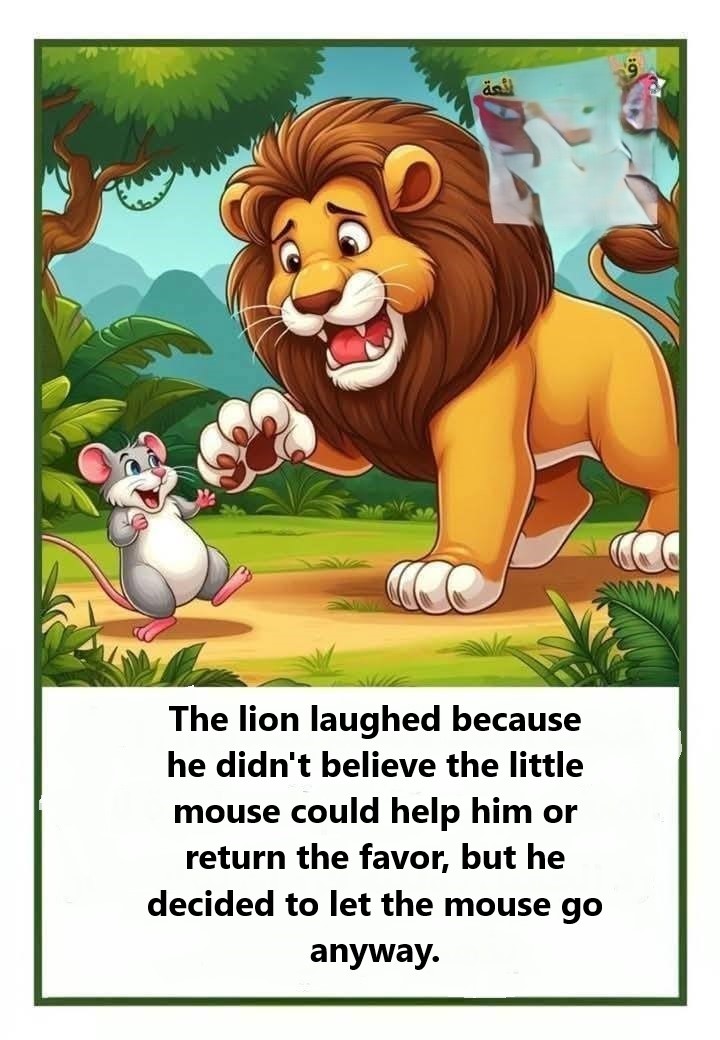 The lion laughed because
he didn't believe the little
mouse could help him or
return the favor, but he
decided to let the mouse go
anyway.